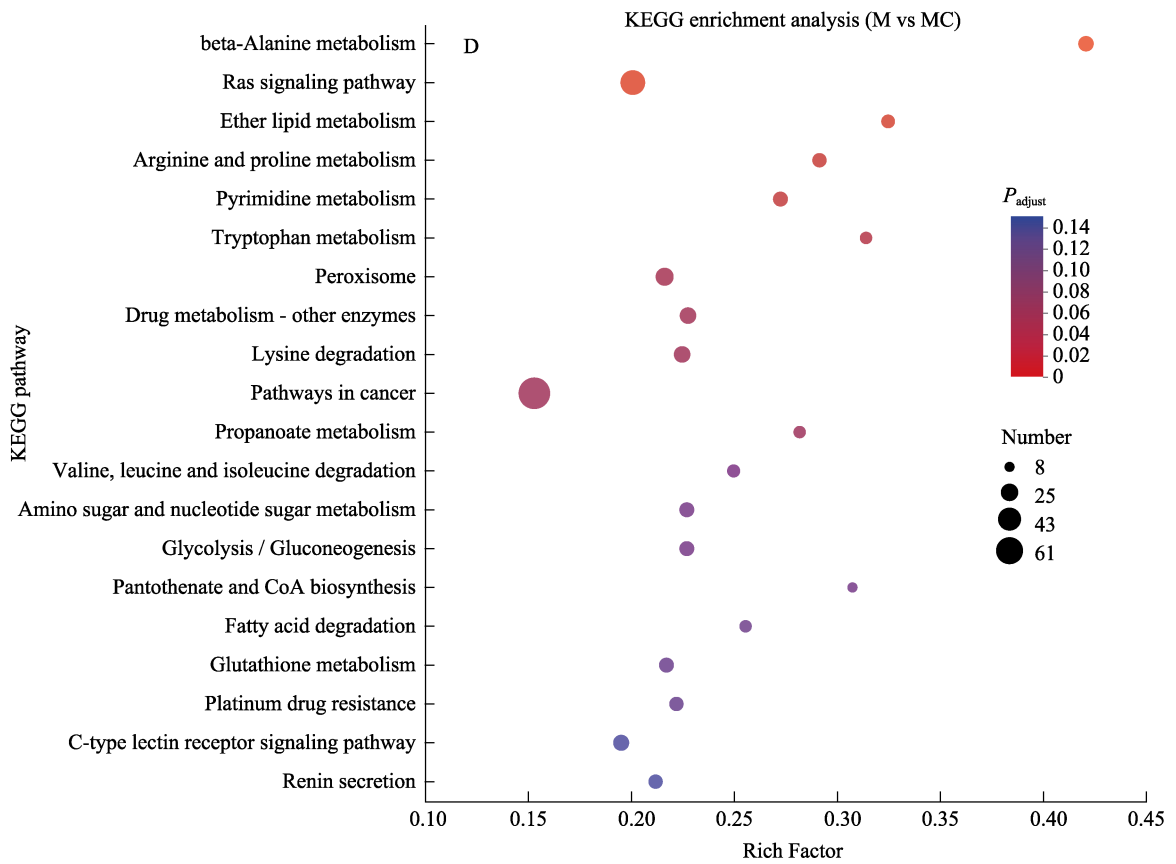 KEGG enrichment analysis (M vs MC)
D
KEGG pathway
beta-Alanine metabolism
Ras signaling pathway
Ether lipid metabolism
Arginine and proline metabolism
Pyrimidine metabolism
Tryptophan metabolism
Peroxisome
Drug metabolism - other enzymes
Lysine degradation
Pathways in cancer
Propanoate metabolism
Valine, leucine and isoleucine degradation
Amino sugar and nucleotide sugar metabolism
Glycolysis / Gluconeogenesis
Pantothenate and CoA biosynthesis
Fatty acid degradation
Glutathione metabolism
Platinum drug resistance
C-type lectin receptor signaling pathway
Renin secretion
0.10 0.15 0.20 0.25 0.30 0.35 0.40 0.45
Rich Factor
Padjust
0.14
0.12
0.10
0.08
0.06
0.04
0.02
0
Number
8
25
43
61